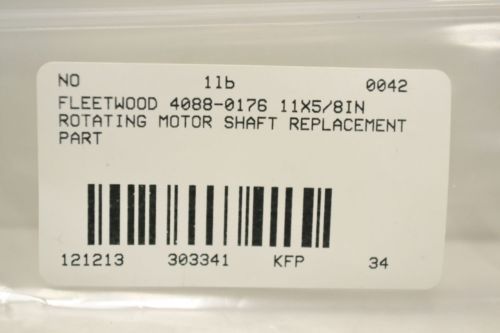 NO 1lb 0042
FLEETWOOD 4088-0176 11X5/8IN
ROTATING MOTOR SHAFT REPLACEMENT
PART
121213 303341 KFP 34